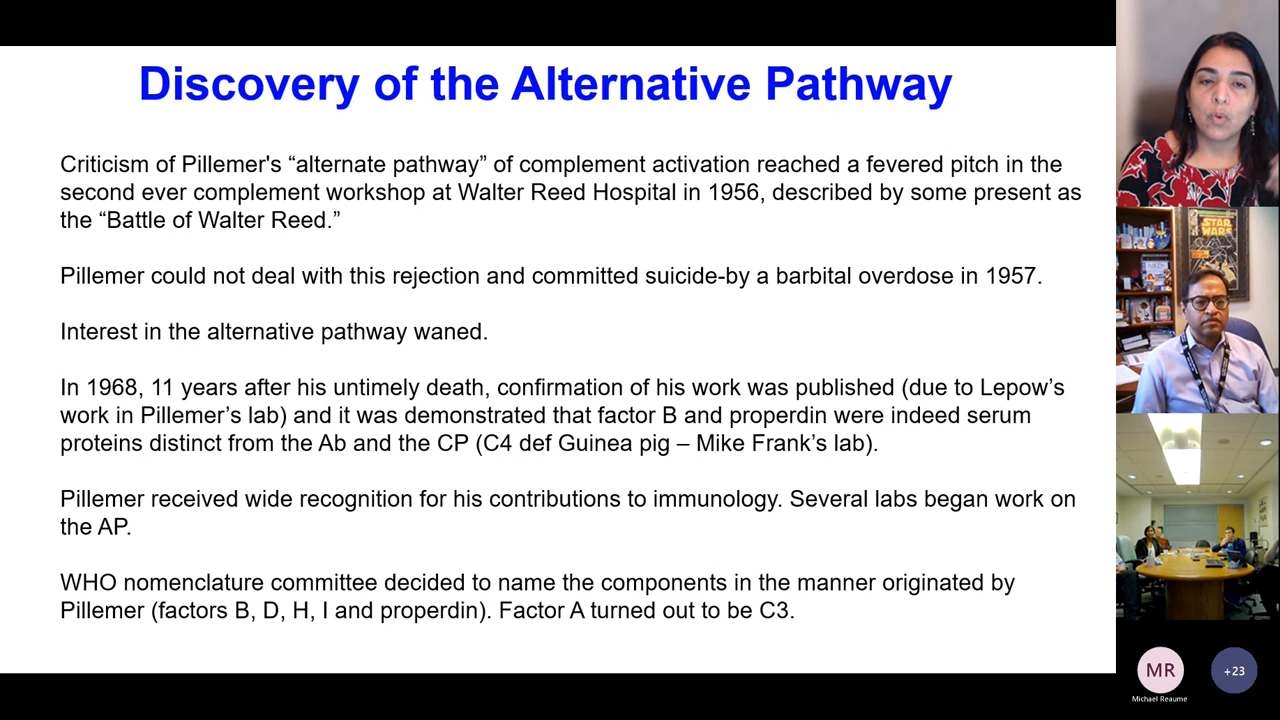 Discovery of the Alternative Pathway
Criticism of Pillemer's “alternate pathway” of complement activation reached a fevered pitch in the
second ever complement workshop at Walter Reed Hospital in 1956, described by some present as
the “Battle of Walter Reed.”
Pillemer could not deal with this rejection and committed suicide-by a barbital overdose in 1957.
Interest in the alternative pathway waned.
In 1968, 11 years after his untimely death, confirmation of his work was published (due to Lepow’s
work in Pillemer’s lab) and it was demonstrated that factor B and properdin were indeed serum
proteins distinct from the Ab and the CP (C4 def Guinea pig – Mike Frank’s lab).
Pillemer received wide recognition for his contributions to immunology. Several labs began work on
the AP.
WHO nomenclature committee decided to name the components in the manner originated by
Pillemer (factors B, D, H, I and properdin). Factor A turned out to be C3.
STAR
WARS
MR
+23
Michael Reaume